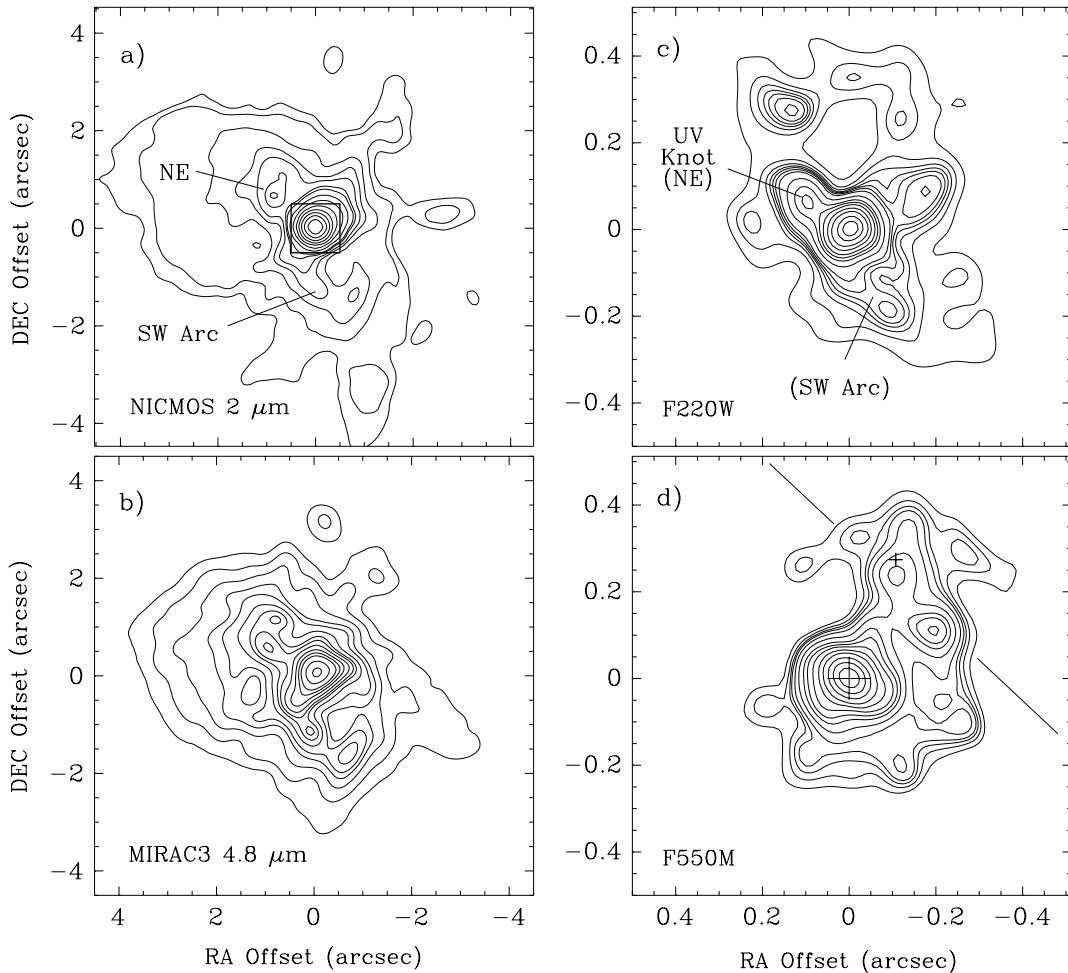 a)
4
2
0
−2
−4
DEC Offset (arcsec)
NE
SW Arc
NICMOS 2 μm
c)
0.4
0.2
0
−0.2
−0.4
UV
Knot
(NE)
(SW Arc)
F220W
b)
4
2
0
−2
−4
DEC Offset (arcsec)
MIRAC3 4.8 μm
4 2 0 −2 −4
RA Offset (arcsec)
d)
0.4
0.2
0
−0.2
−0.4
F550M
0.4 0.2 0 −0.2 −0.4
RA Offset (arcsec)